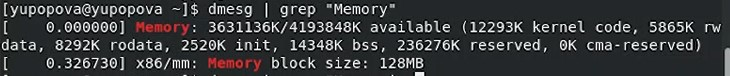 [yupopova@yupopova ~]$ dmesg | grep "Memory"
[    0.000000] Memory: 3631136K/4193848K available (12293K kernel code, 5865K rw
data, 8292K rodata, 2520K init, 14348K bss, 236276K reserved, 0K cma-reserved)
[    0.326730] x86/mm: Memory block size: 128MB